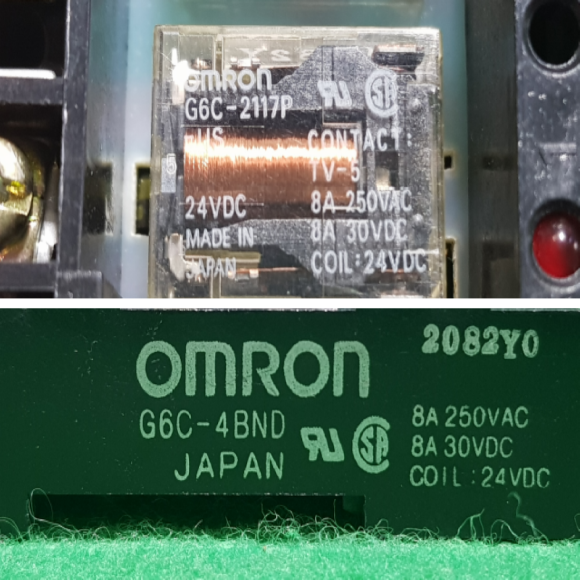 OMRON
G6C-2117P
US
CONTACT:
TV-5
24VDC
8A 250VAC
MADE IN
8A 30VDC
JAPAN
COIL:24VDC
2082Y0
OMRON
G6C-4BND
8A 250VAC
8A 30VDC
JAPAN
COIL:24VDC